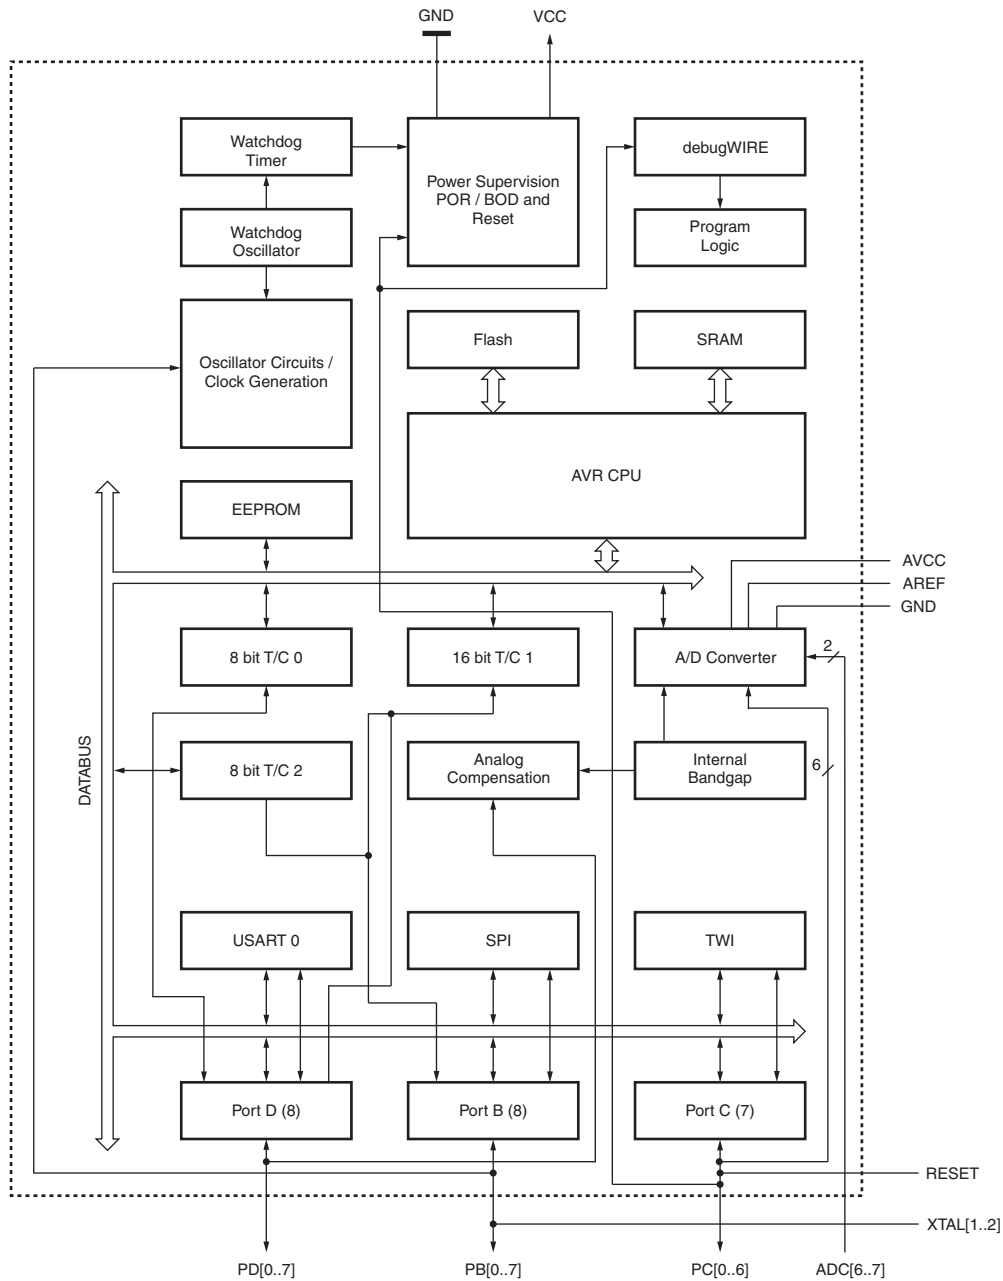 GND
VCC
Watchdog
Timer
Power Supervision
POR / BOD and
Reset
debugWIRE
Watchdog
Oscillator
Program
Logic
Oscillator Circuits /
Clock Generation
Flash
SRAM
AVR CPU
EEPROM
AVCC
AREF
GND
8 bit T/C 0
16 bit T/C 1
A/D Converter
2
DATABUS
8 bit T/C 2
Analog
Compensation
Internal
Bandgap
6
USART 0
SPI
TWI
Port D (8)
Port B (8)
Port C (7)
RESET
XTAL[1..2]
PD[0..7]
PB[0..7]
PC[0..6]
ADC[6..7]